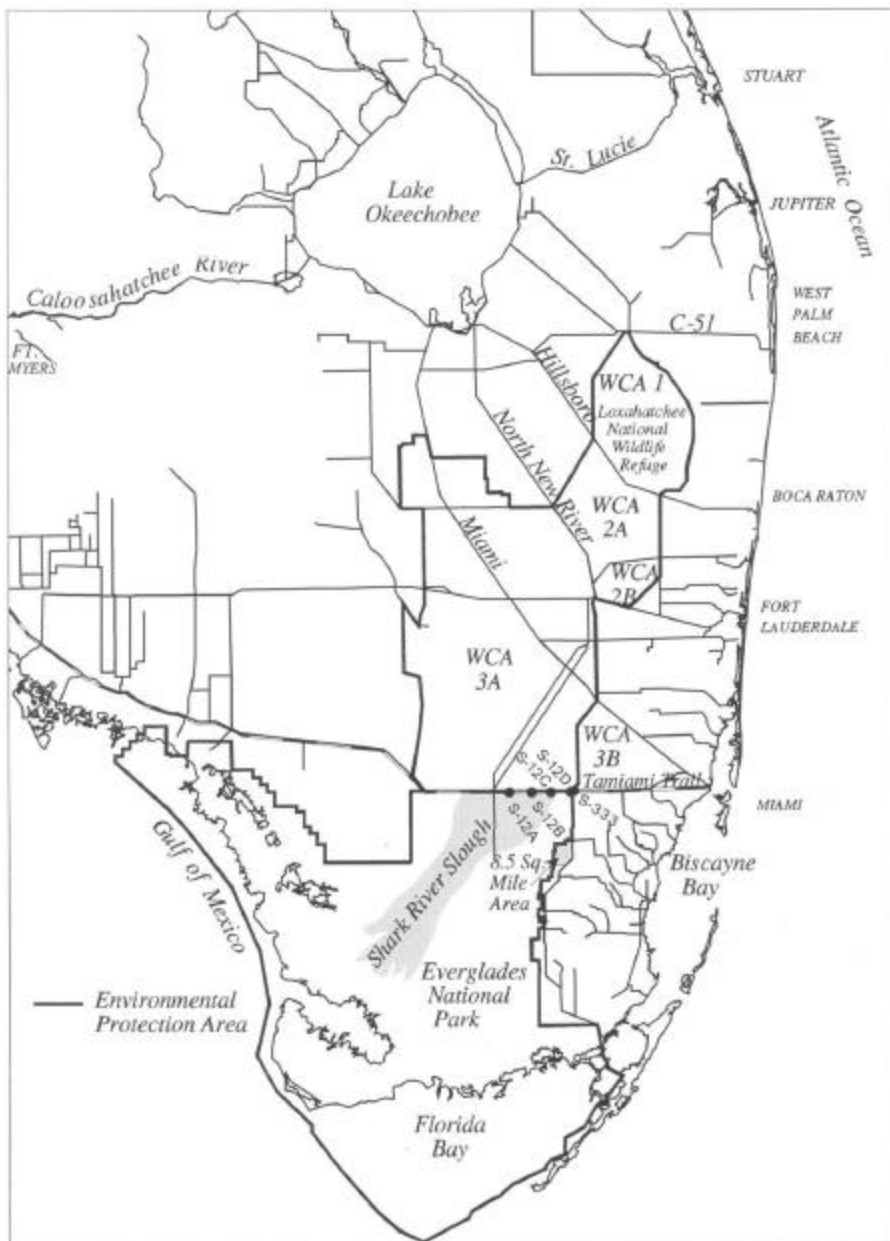 STUART
St. Lucie
Atlantic Ocean
Lake
Okeechobee
JUPITER
Caloosahatchee River
WEST
PALM
BEACH
C-51
FT.
MYERS
Hillsboro
WCA 1
Loxahatchee
National
Wildlife
Refuge
North New River
BOCA RATON
WCA
2A
Miami
WCA
2B
FORT
LAUDERDALE
WCA
3A
WCA
3B
S-12D
S-12C
Tamiami Trail
MIAMI
S-12A
S-12B
S-333
Shark River Slough
8.5 Sq.
Mile
Area
Biscayne
Bay
Gulf of Mexico
Everglades
National
Park
Environmental
Protection Area
Florida
Bay